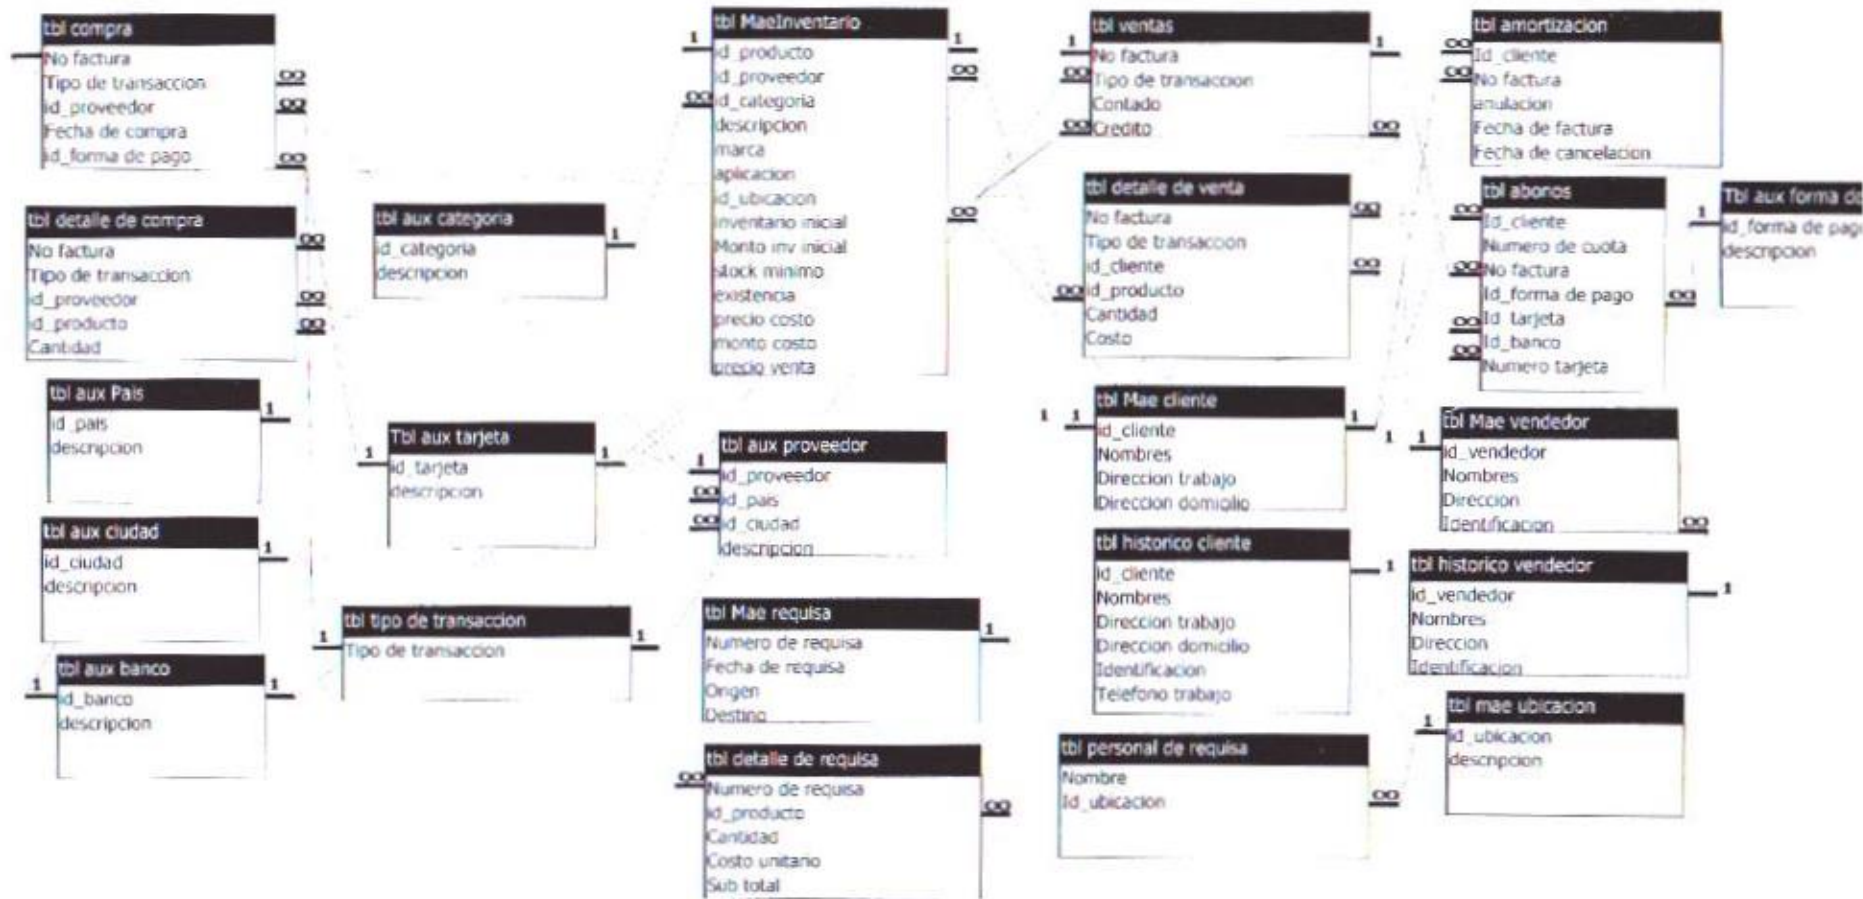 tbl compra
No factura
Tipo de transaccion
id_proveedor
Fecha de compra
id_forma de pago
tbl detalle de compra
No factura
Tipo de transaccion
id_proveedor
id_producto
Cantidad
tbl aux Pais
id_pais
descripcion
tbl aux ciudad
id_ciudad
descripcion
tbl aux banco
id_banco
descripcion
tbl aux categoria
id_categoria
descripcion
Tbl aux tarjeta
id_tarjeta
descripcion
tbl tipo de transaccion
Tipo de transaccion
tbl MaeInventario
id_producto
id_proveedor
id_categoria
descripcion
marca
aplicacion
id_ubicacion
inventario inicial
Monto inv inicial
stock minimo
existencia
precio costo
monto costo
precio venta
tbl aux proveedor
id_proveedor
id_pais
id_ciudad
descripcion
tbl Mae requisa
Numero de requisa
Fecha de requisa
Origen
Destino
tbl detalle de requisa
Numero de requisa
id_producto
Cantidad
Costo unitario
Sub total
tbl ventas
No factura
Tipo de transaccion
Contado
Credito
tbl detalle de venta
No factura
Tipo de transaccion
id_cliente
id_producto
Cantidad
Costo
tbl Mae cliente
id_cliente
Nombres
Direccion trabajo
Direccion domicilio
tbl historico cliente
id_cliente
Nombres
Direccion trabajo
Direccion domicilio
Identificacion
Telefono trabajo
tbl personal de requisa
Nombre
Id_ubicacion
tbl amortizacion
Id_cliente
No factura
anulacion
Fecha de factura
Fecha de cancelacion
tbl abonos
Id_cliente
Numero de cuota
No factura
Id_forma de pago
Id_tarjeta
Id_banco
Numero tarjeta
Tbl aux forma de
id_forma de pago
descripcion
tbl Mae vendedor
id_vendedor
Nombres
Direccion
Identificacion
tbl historico vendedor
id_vendedor
Nombres
Direccion
Identificacion
tbl mae ubicacion
id_ubicacion
descripcion